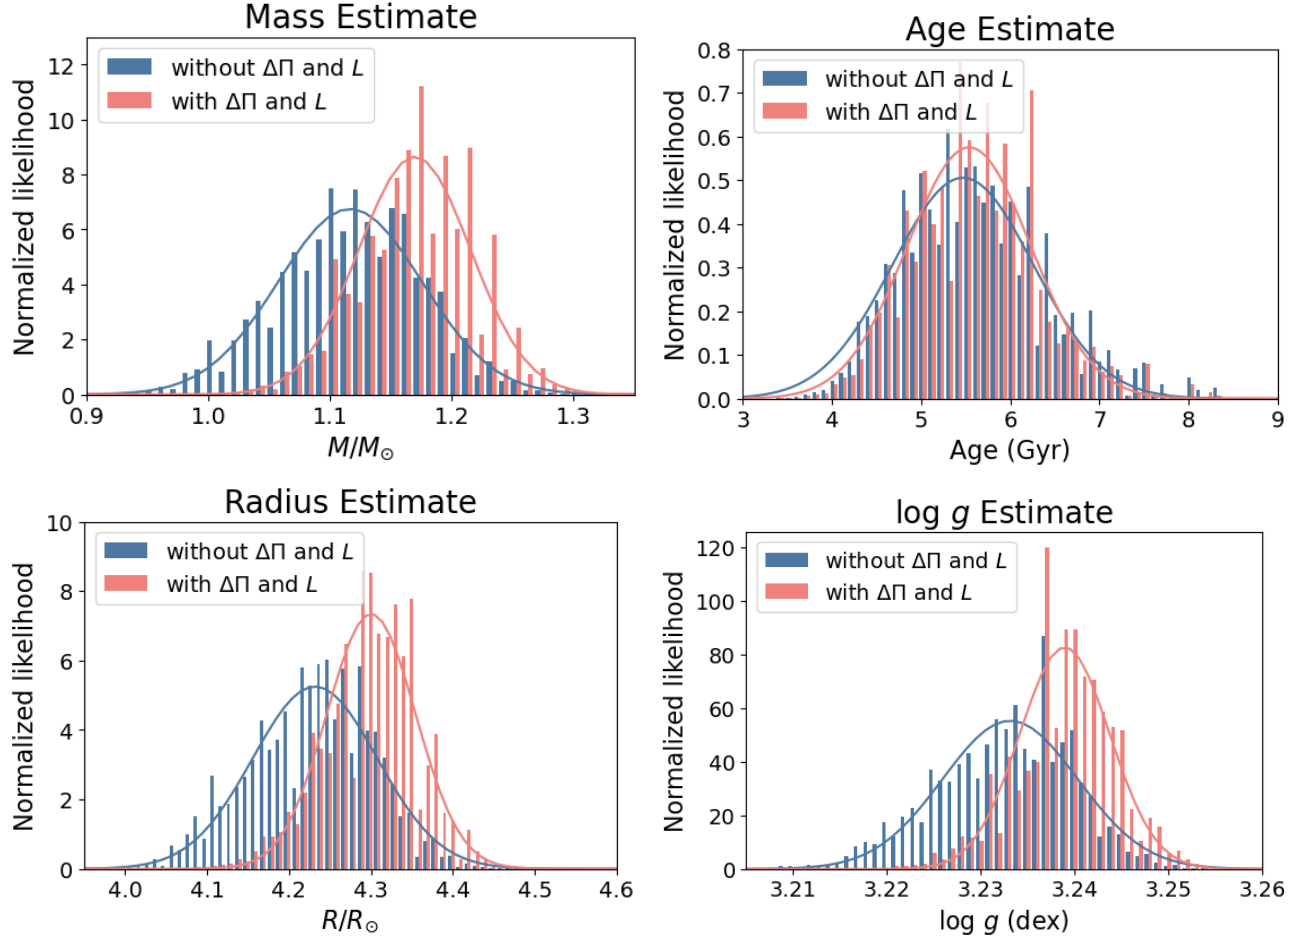 Mass Estimate
Normalized likelihood
12
10
8
6
4
2
0
without ΔΠ and L
with ΔΠ and L
0.9 1.0 1.1 1.2 1.3
M/M☉
Age Estimate
Normalized likelihood
0.8
0.7
0.6
0.5
0.4
0.3
0.2
0.1
0.0
without ΔΠ and L
with ΔΠ and L
3 4 5 6 7 8 9
Age (Gyr)
Radius Estimate
Normalized likelihood
10
8
6
4
2
0
without ΔΠ and L
with ΔΠ and L
4.0 4.1 4.2 4.3 4.4 4.5 4.6
R/R☉
log g Estimate
Normalized likelihood
120
100
80
60
40
20
0
without ΔΠ and L
with ΔΠ and L
3.21 3.22 3.23 3.24 3.25 3.26
log g (dex)